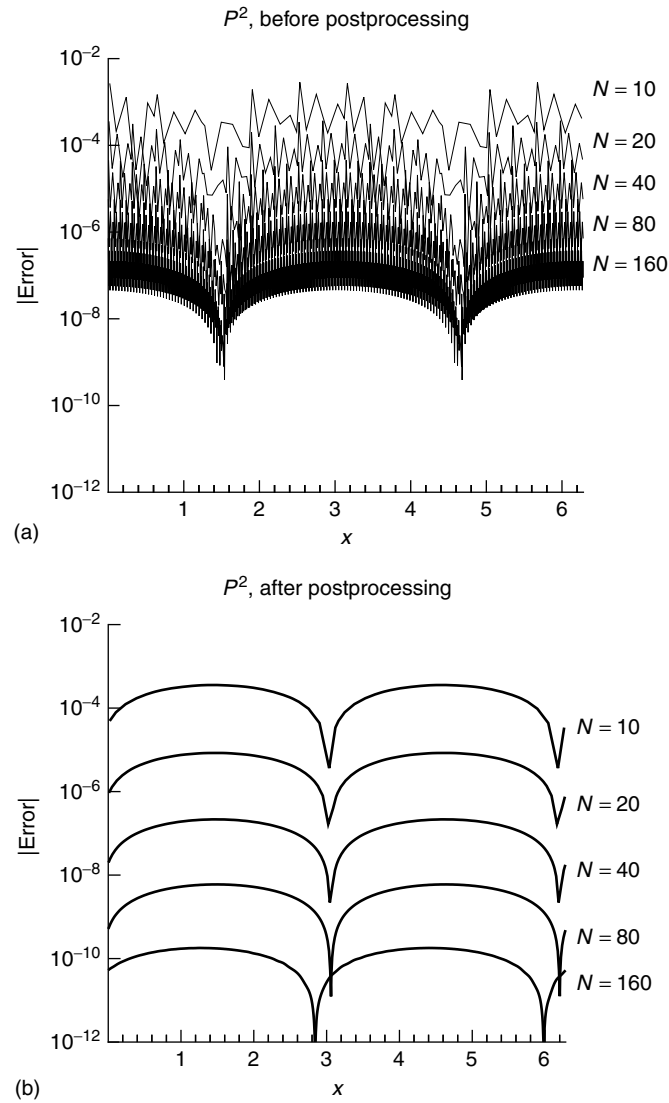 P², before postprocessing
10⁻²
10⁻⁴
10⁻⁶
10⁻⁸
10⁻¹⁰
10⁻¹²
|Error|
N = 10
N = 20
N = 40
N = 80
N = 160
1 2 3 4 5 6
(a)
x
P², after postprocessing
10⁻²
10⁻⁴
10⁻⁶
10⁻⁸
10⁻¹⁰
10⁻¹²
|Error|
N = 10
N = 20
N = 40
N = 80
N = 160
1 2 3 4 5 6
(b)
x